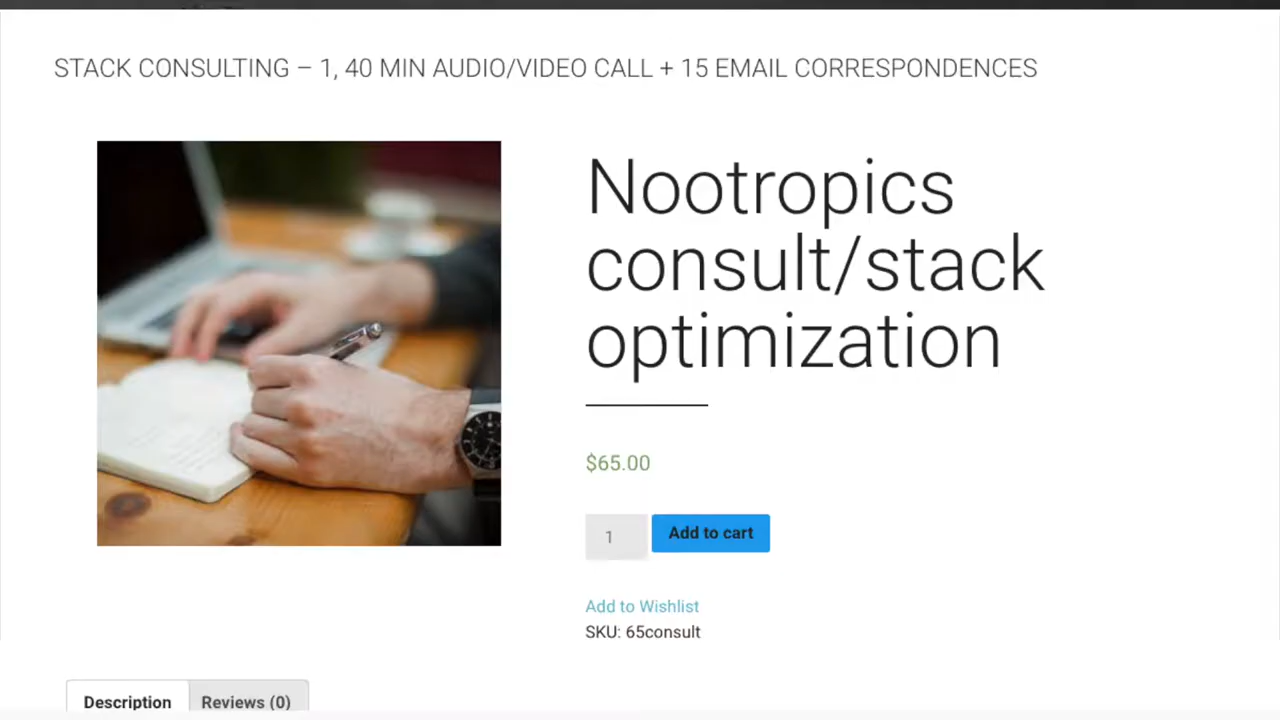 STACK CONSULTING – 1, 40 MIN AUDIO/VIDEO CALL + 15 EMAIL CORRESPONDENCES
Nootropics
consult/stack
optimization
$65.00
1
Add to cart
Add to Wishlist
SKU: 65consult
Description
Reviews (0)